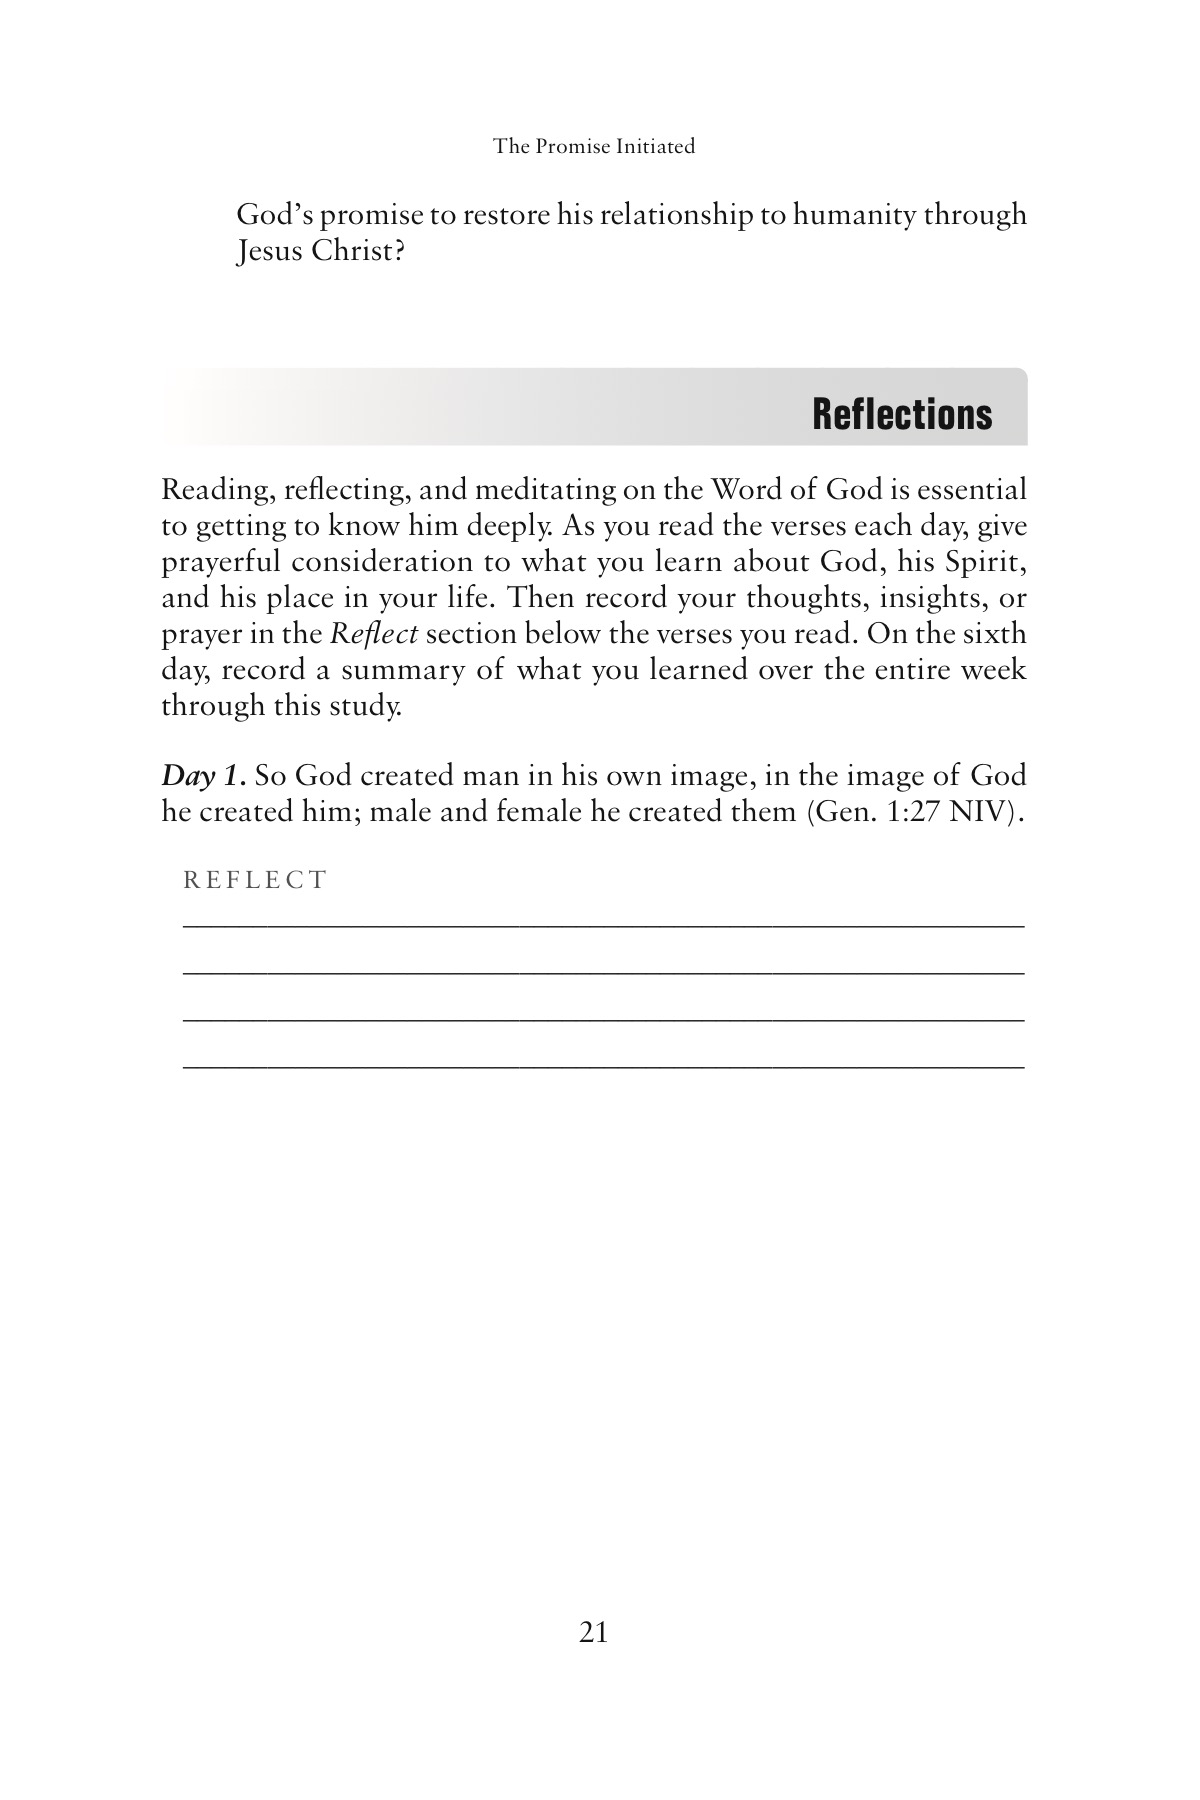 The Promise Initiated
God’s promise to restore his relationship to humanity through
Jesus Christ?
Reflections
Reading, reflecting, and meditating on the Word of God is essential
to getting to know him deeply. As you read the verses each day, give
prayerful consideration to what you learn about God, his Spirit,
and his place in your life. Then record your thoughts, insights, or
prayer in the Reflect section below the verses you read. On the sixth
day, record a summary of what you learned over the entire week
through this study.
Day 1. So God created man in his own image, in the image of God
he created him; male and female he created them (Gen. 1:27 NIV).
REFLECT
21